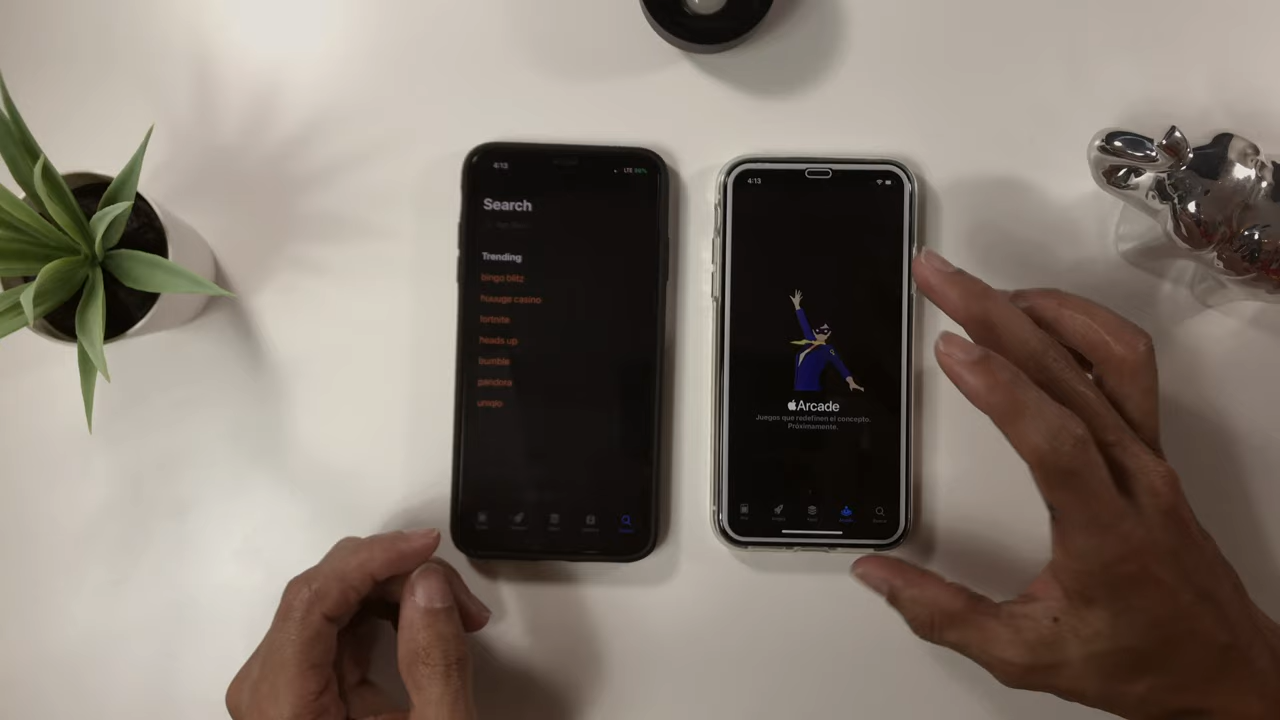 4:13
LTE
Search
Trending
bingo blitz
huuuge casino
fortnite
heads up
bumble
pandora
uniqlo
4:13
Arcade
Juegos que redefinen el concepto.
Próximamente.